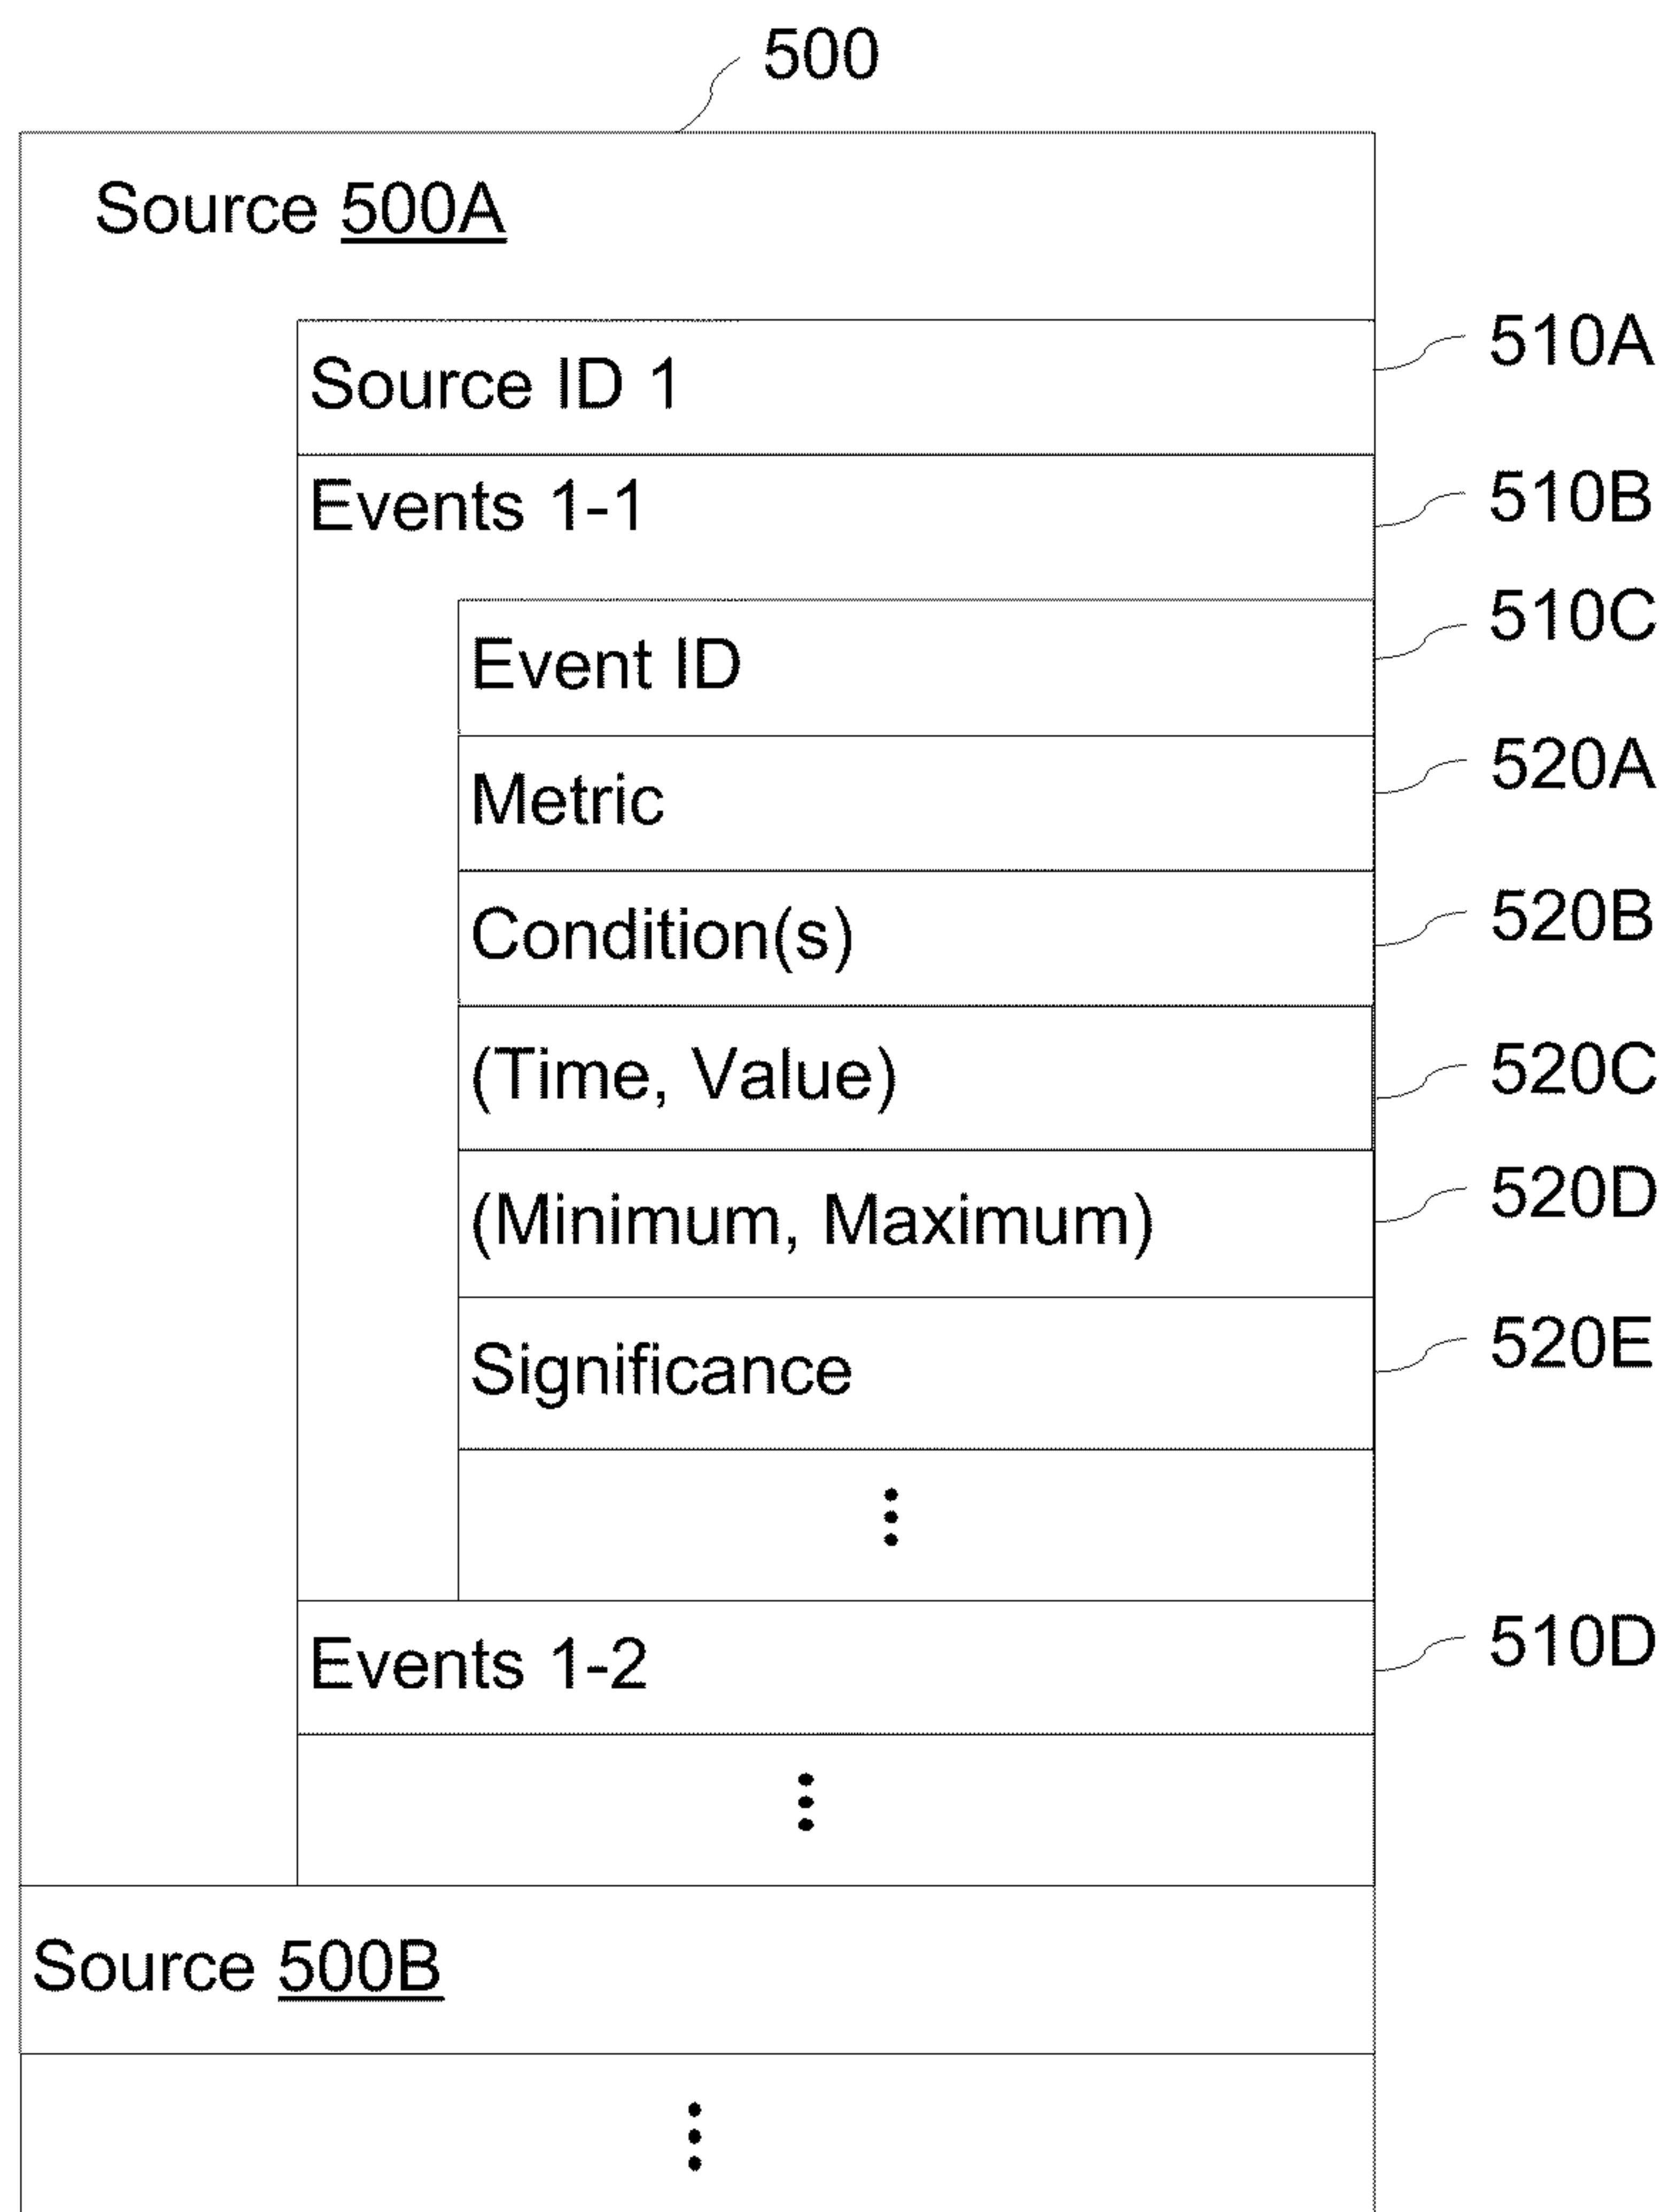 500
Source 500A
Source ID 1 510A
Events 1-1 510B
510C
Event ID
Metric 520A
Condition(s) 520B
(Time, Value) 520C
(Minimum, Maximum) 520D
Significance 520E
Events 1-2 510D
Source 500B